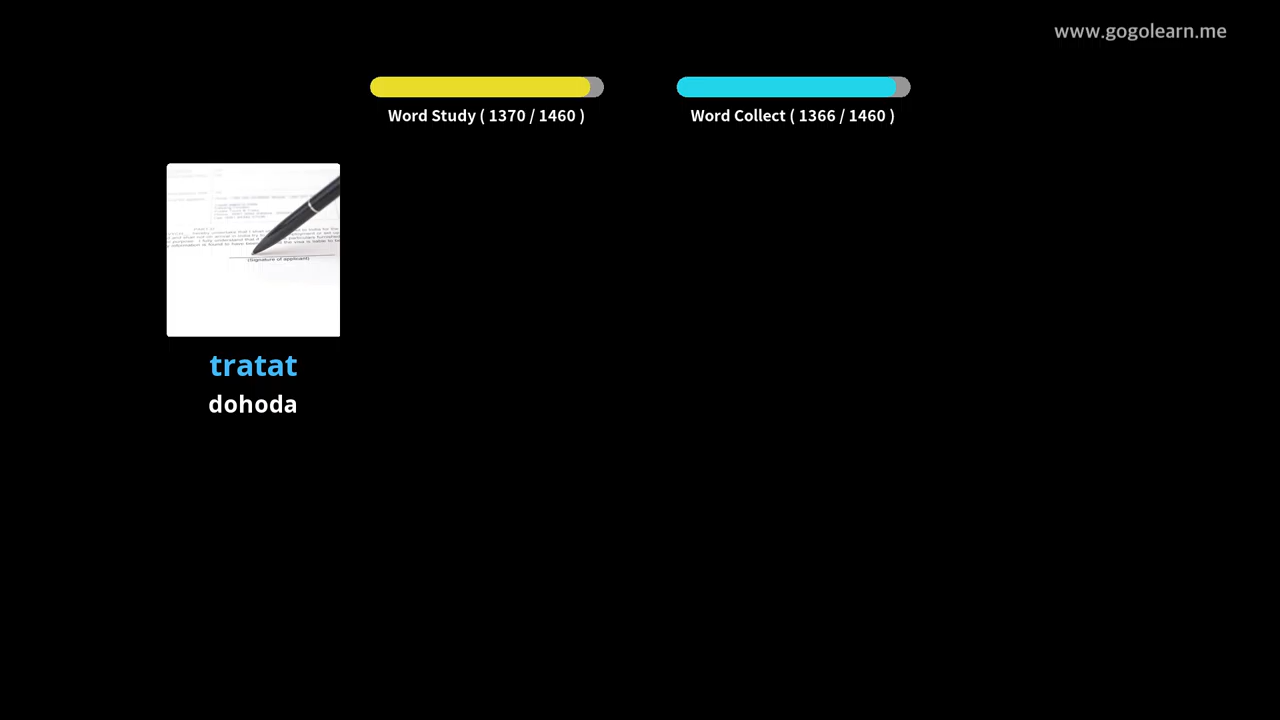 www.gogolearn.me
Word Study ( 1370 / 1460 )
Word Collect ( 1366 / 1460 )
(Signature of applicant)
tratat
dohoda